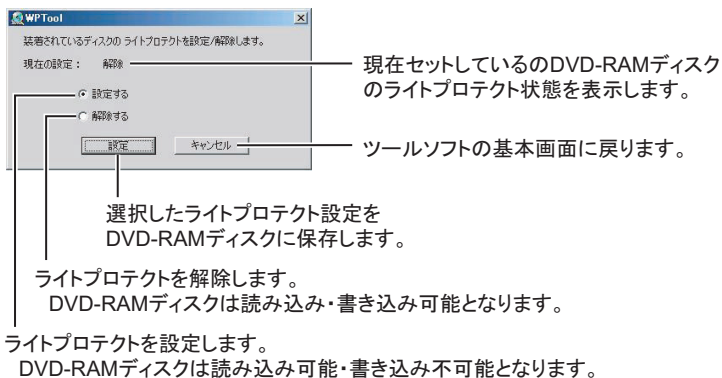 WPTool
装着されているディスクの ライトプロテクトを設定/解除します。
現在の設定： 解除
設定する
解除する
設定
キャンセル
現在セットしているのDVD-RAMディスク
のライトプロテクト状態を表示します。
ツールソフトの基本画面に戻ります。
選択したライトプロテクト設定を
DVD-RAMディスクに保存します。
ライトプロテクトを解除します。
DVD-RAMディスクは読み込み・書き込み可能となります。
ライトプロテクトを設定します。
DVD-RAMディスクは読み込み可能・書き込み不可能となります。